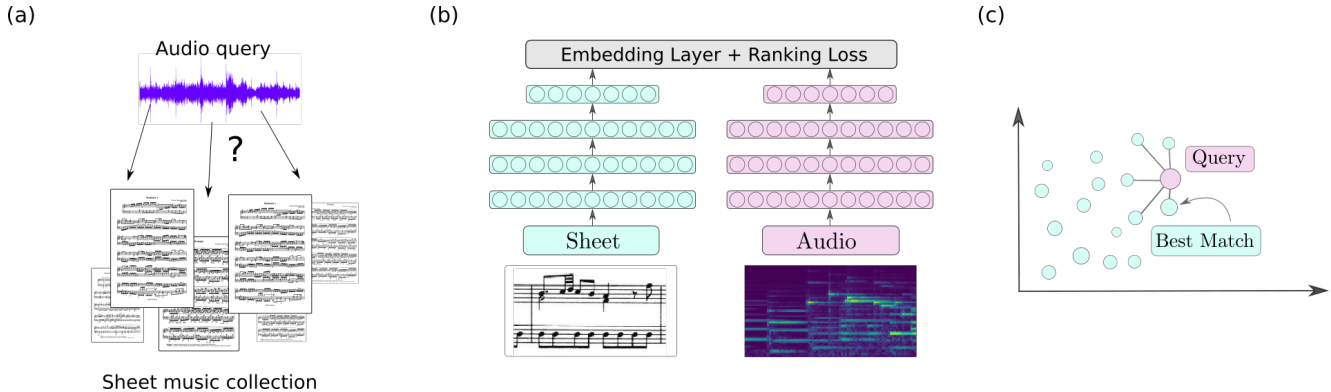 (a)
Audio query
?
Sheet music collection
(b)
Embedding Layer + Ranking Loss
Sheet
Audio
(c)
Query
Best Match